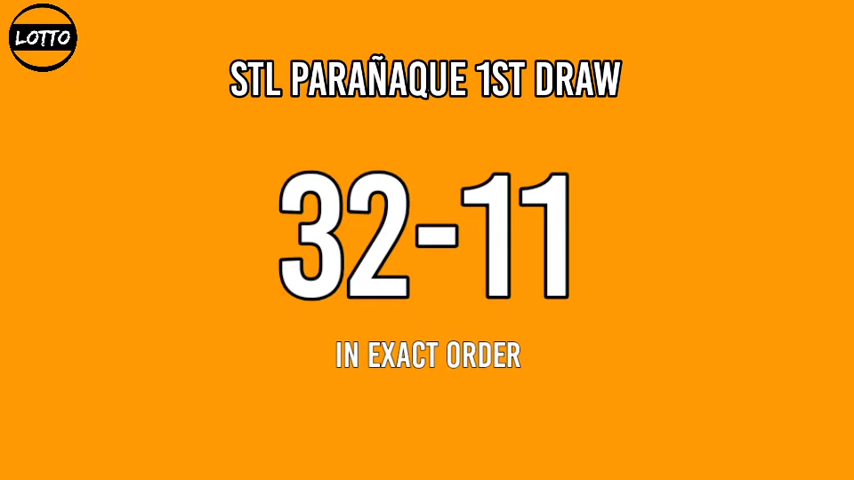 LOTTO
STL PARAÑAQUE 1ST DRAW
32-11
IN EXACT ORDER